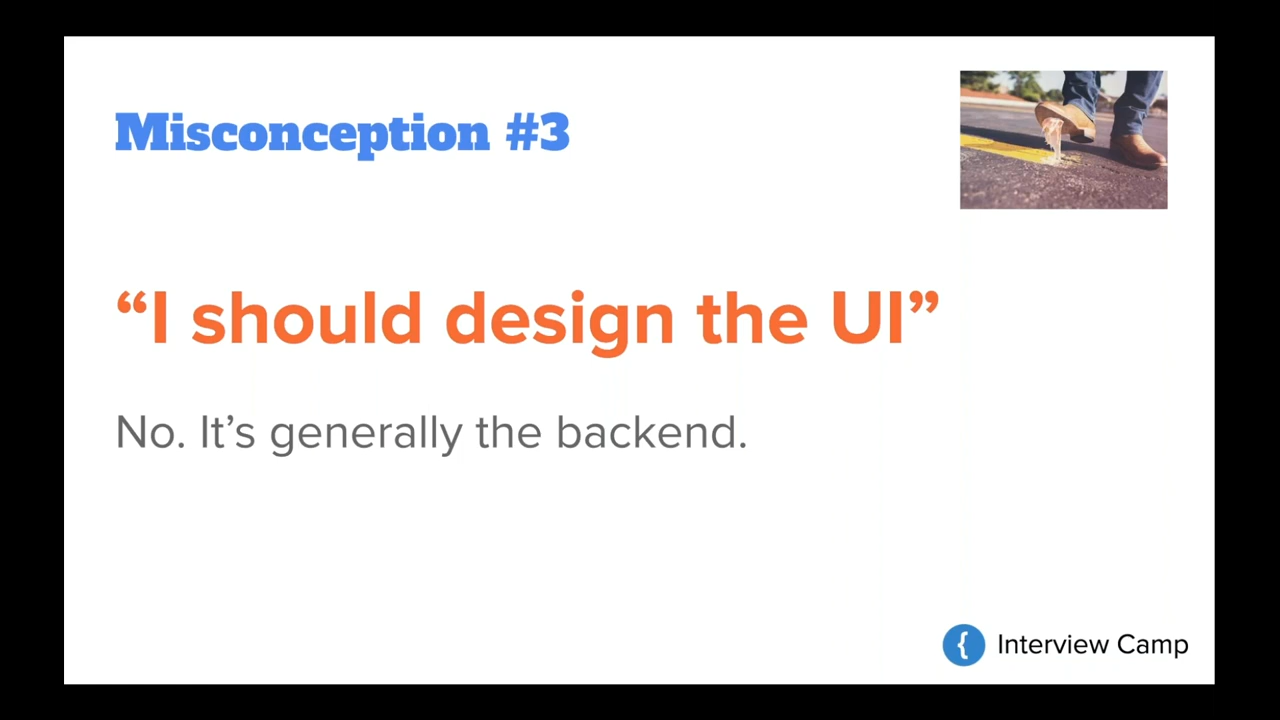 Misconception #3
“I should design the UI”
No. It’s generally the backend.
{ Interview Camp